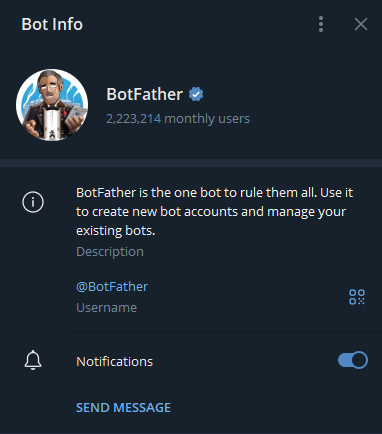 Bot Info
BotFather
2,223,214 monthly users
BotFather is the one bot to rule them all. Use it
to create new bot accounts and manage your
existing bots.
Description
@BotFather
Username
Notifications
SEND MESSAGE